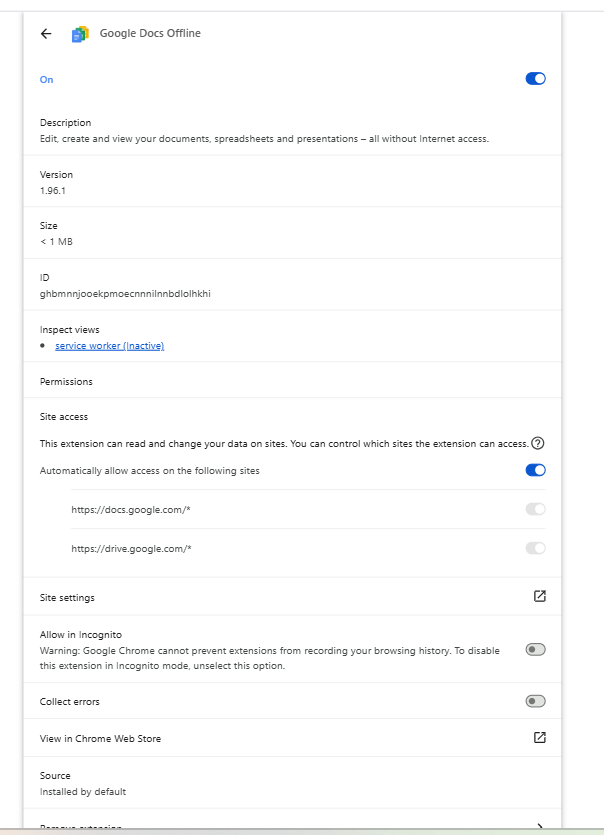 Google Docs Offline
On
Description
Edit, create and view your documents, spreadsheets and presentations – all without Internet access.
Version
1.96.1
Size
< 1 MB
ID
ghbmnnjooekpmoecnnnilnnbdlolhkhi
Inspect views
service worker (Inactive)
Permissions
Site access
This extension can read and change your data on sites. You can control which sites the extension can access.
Automatically allow access on the following sites
https://docs.google.com/*
https://drive.google.com/*
Site settings
Allow in Incognito
Warning: Google Chrome cannot prevent extensions from recording your browsing history. To disable
this extension in Incognito mode, unselect this option.
Collect errors
View in Chrome Web Store
Source
Installed by default
Remove extension